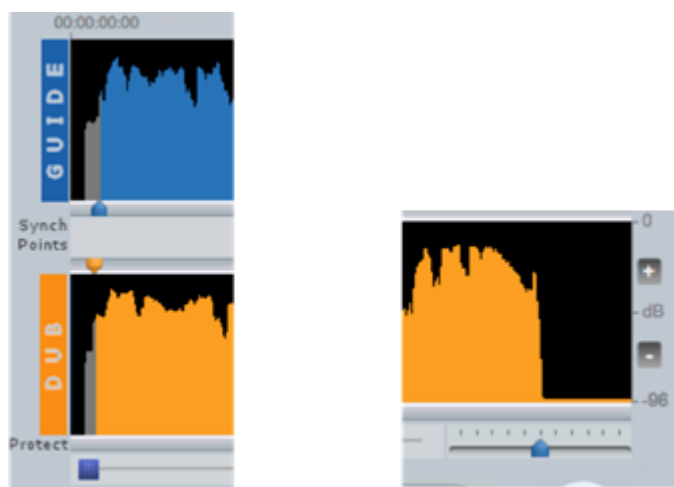 00:00:00:00
GUIDE
Synch
Points
DUB
Protect
0
+
dB
-
-96